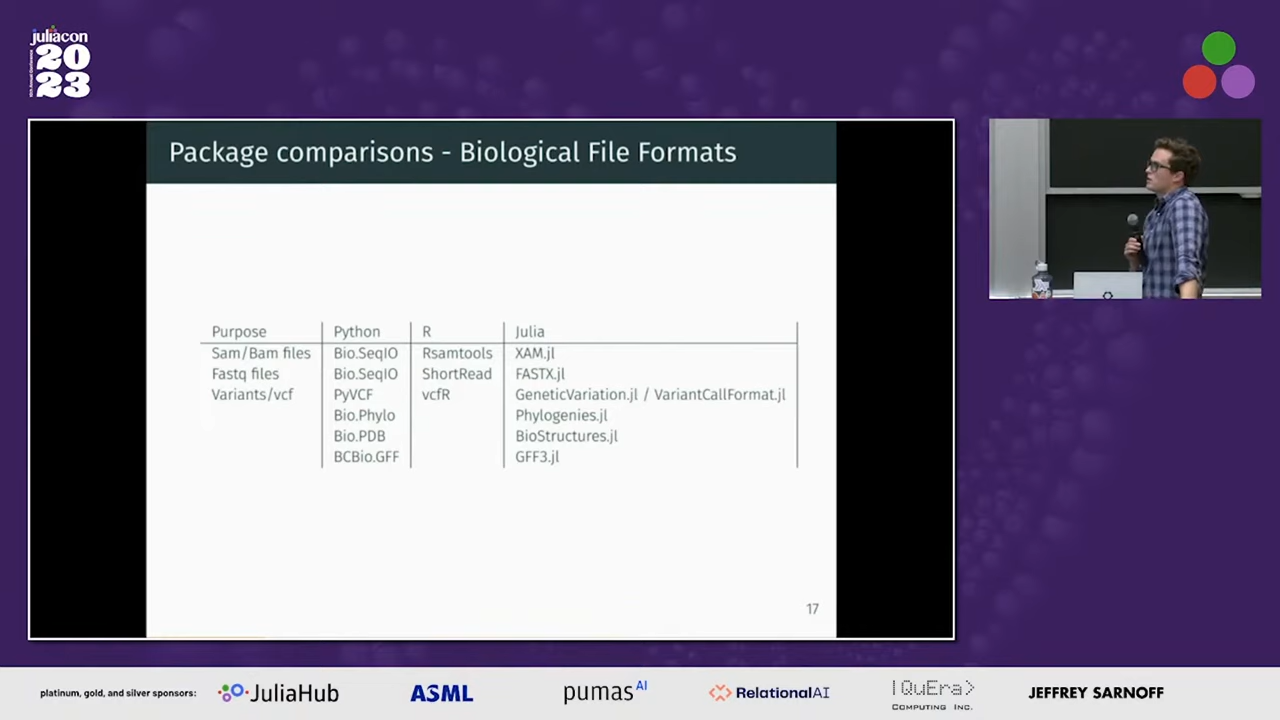 juliacon
20
23
Package comparisons - Biological File Formats
Purpose Python R Julia
Sam/Bam files Bio.SeqIO Rsamtools XAM.jl
Fastq files Bio.SeqIO ShortRead FASTX.jl
Variants/vcf PyVCF vcfR GeneticVariation.jl / VariantCallFormat.jl
Bio.Phylo Phylogenies.jl
Bio.PDB BioStructures.jl
BCBio.GFF GFF3.jl
17
platinum, gold, and silver sponsors: JuliaHub ASML pumas AI RelationalAI |QuEra> JEFFREY SARNOFF
COMPUTING INC.